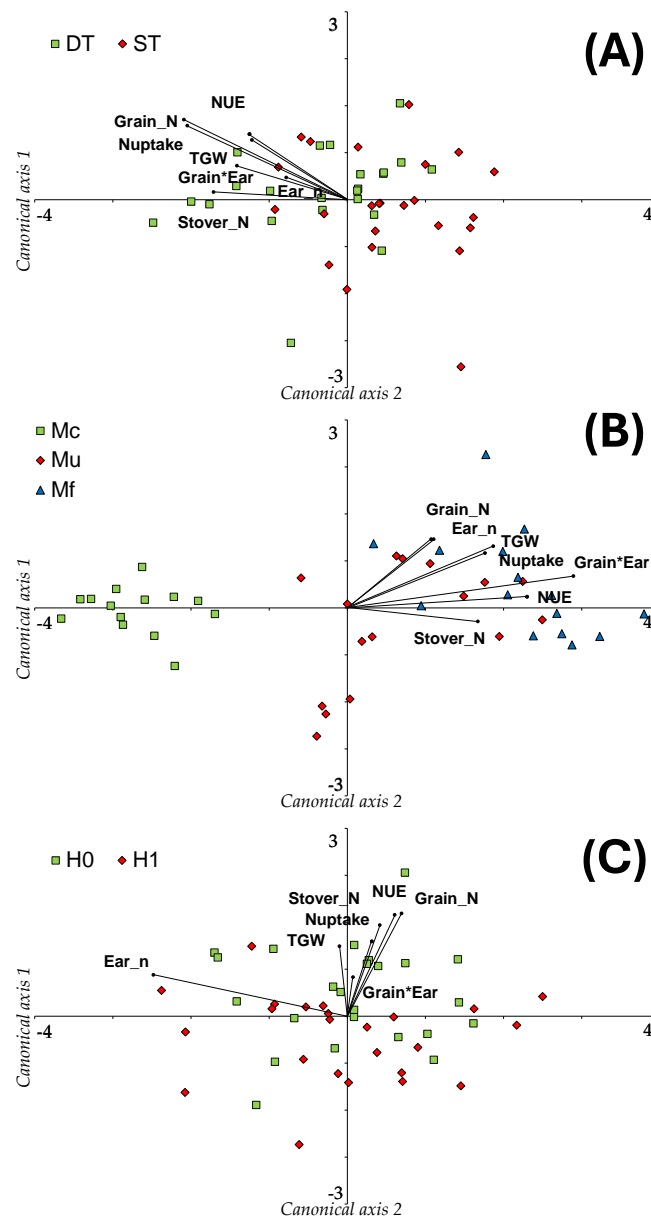 3
(A)
DT ST
NUE
Grain_N
Nuptake
TGW
Grain*Ear
Ear_n
Stover_N
-4
4
Canonical axis 1
-3
Canonical axis 2
3
(B)
Mc
Mu
Mf
Grain_N
Ear_n
TGW
Nuptake
Grain*Ear
NUE
Stover_N
-4
4
Canonical axis 1
-3
Canonical axis 2
3
(C)
H0 H1
Stover_N
NUE
Grain_N
Nuptake
TGW
Ear_n
Grain*Ear
-4
4
Canonical axis 1
-3
Canonical axis 2